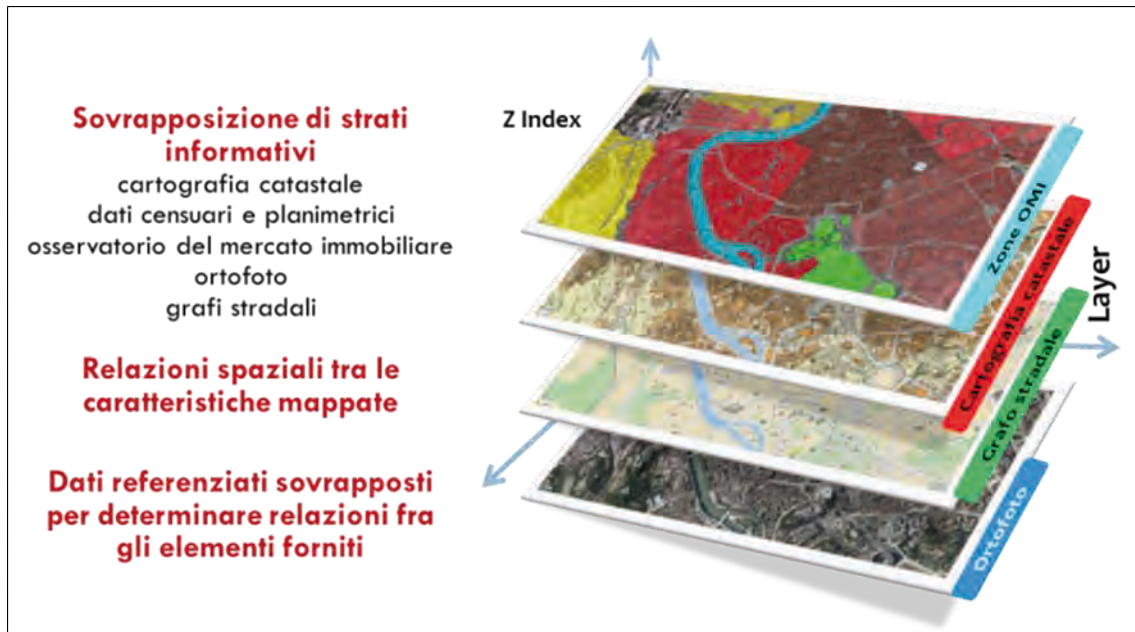 Sovrapposizione di strati
informativi
cartografia catastale
dati censuari e planimetrici
osservatorio del mercato immobiliare
ortofoto
grafi stradali
Relazioni spaziali tra le
caratteristiche mappate
Dati referenziati sovrapposti
per determinare relazioni fra
gli elementi forniti
Z Index
Zone OMI
Cartografia catastale
Grafo stradale
Ortofoto
Layer